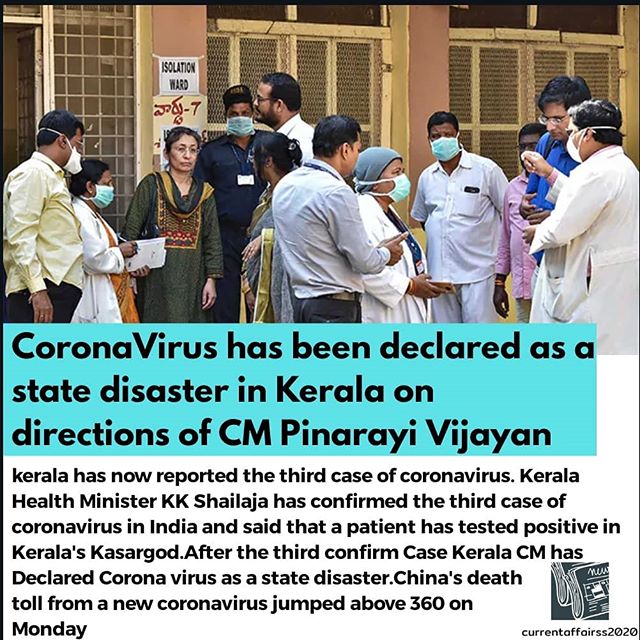 ISOLATION
WARD
వార్డు-7
CoronaVirus has been declared as a
state disaster in Kerala on
directions of CM Pinarayi Vijayan
kerala has now reported the third case of coronavirus. Kerala
Health Minister KK Shailaja has confirmed the third case of
coronavirus in India and said that a patient has tested positive in
Kerala's Kasargod.After the third confirm Case Kerala CM has
Declared Corona virus as a state disaster.China's death
toll from a new coronavirus jumped above 360 on
Monday
news
currentaffairss2020